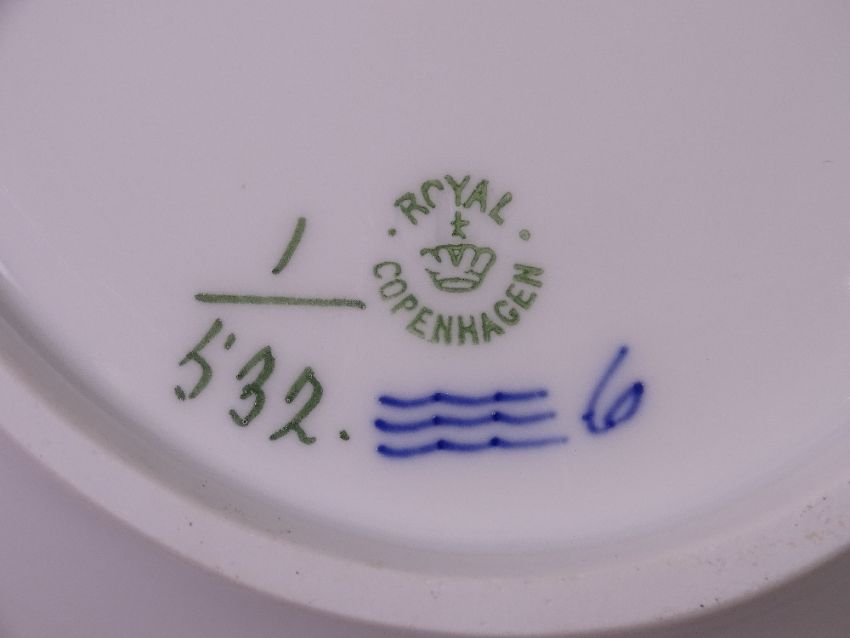 ROYAL
COPENHAGEN
1
532.
6